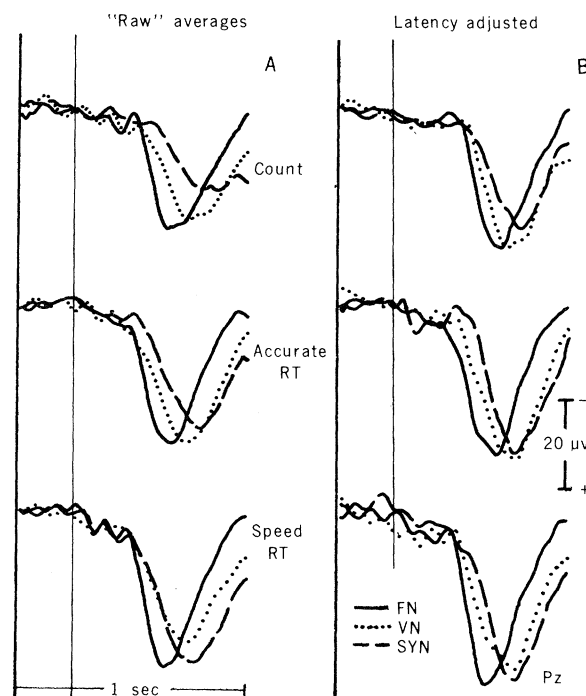 "Raw" averages
Latency adjusted
A
B
Count
Accurate
RT
−
20 μv
+
Speed
RT
FN
VN
SYN
Pz
1 sec